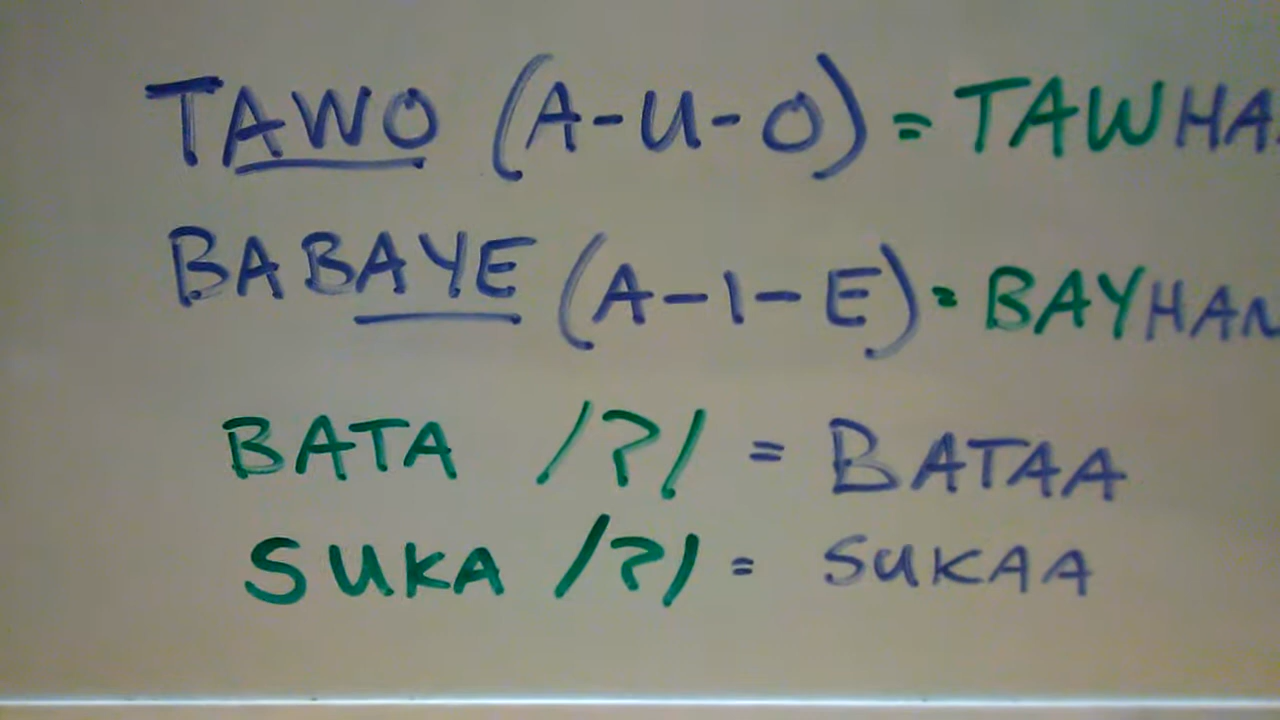 TAWO (A-U-O) = TAWHA
BABAYE (A-I-E) = BAYHAN
BATA /ʔ/ = BATAA
SUKA /ʔ/ = SUKAA